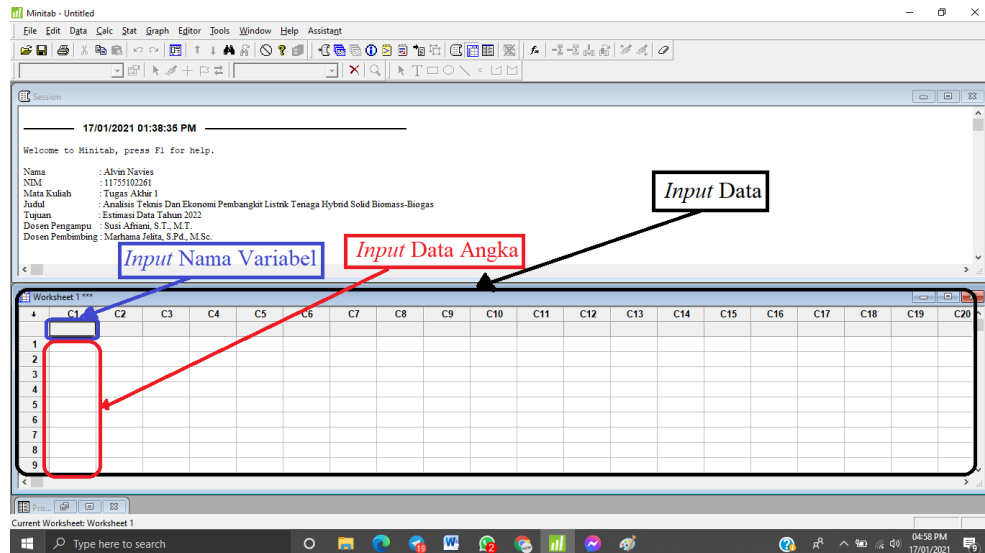 Minitab - Untitled
File Edit Data Calc Stat Graph Editor Tools Window Help Assistant
Session
17/01/2021 01:38:35 PM
Welcome to Minitab, press F1 for help.
Nama : Alvin Navies
NIM : 11755102261
Mata Kuliah : Tugas Akhir 1
Judul : Analisis Teknis Dan Ekonomi Pembangkit Listrik Tenaga Hybrid Solid Biomass-Biogas
Tujuan : Estimasi Data Tahun 2022
Dosen Pengampu : Susi Afriani, S.T., M.T.
Dosen Pembimbing : Marhama Jelita, S.Pd., M.Sc.
Input Data
Input Nama Variabel
Input Data Angka
Worksheet 1 ***
C1 C2 C3 C4 C5 C6 C7 C8 C9 C10 C11 C12 C13 C14 C15 C16 C17 C18 C19 C20
1
2
3
4
5
6
7
8
9
Pro...
Current Worksheet: Worksheet 1
Type here to search
04:58 PM
17/01/2021